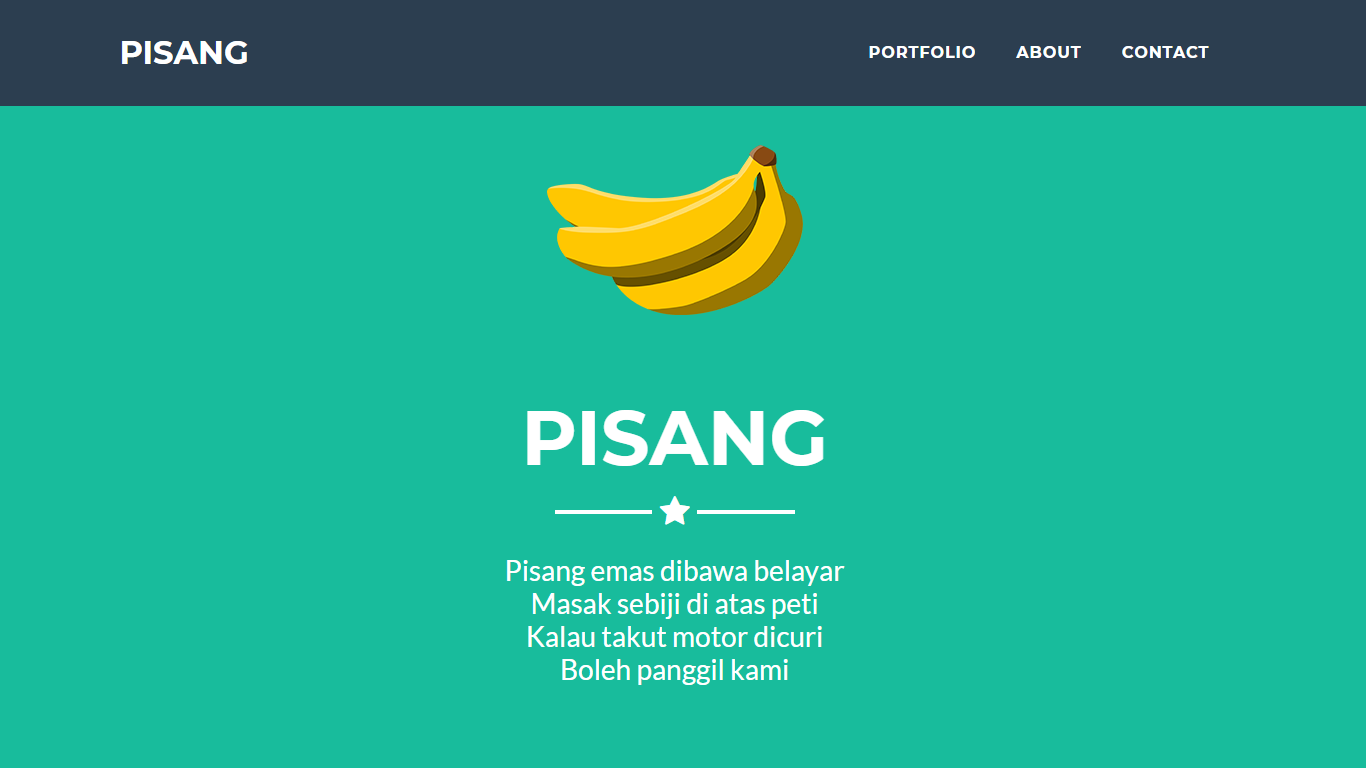 PISANG
PORTFOLIO ABOUT CONTACT
PISANG
Pisang emas dibawa belayar
Masak sebiji di atas peti
Kalau takut motor dicuri
Boleh panggil kami